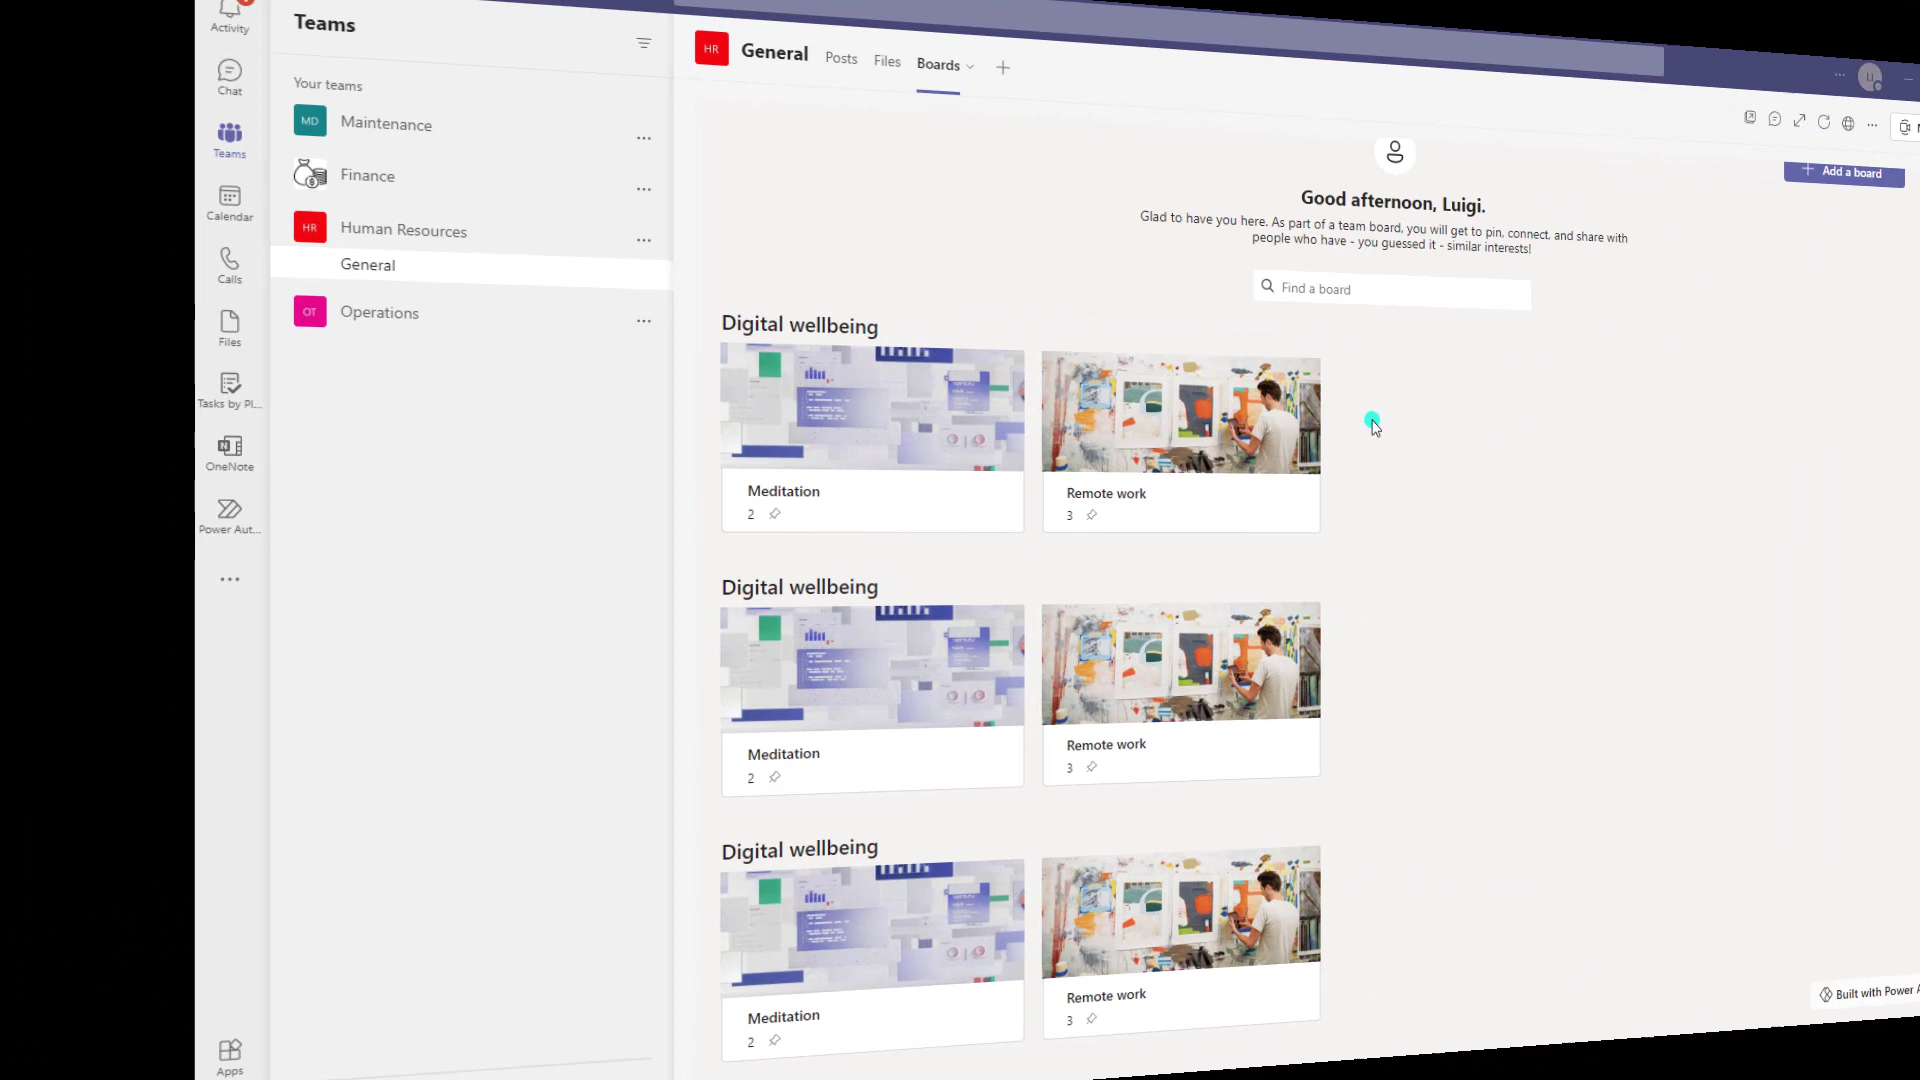 Activity
Chat
Teams
Calendar
Calls
Files
Tasks by Pl...
OneNote
Power Aut...
Apps
Teams
Your teams
MD Maintenance
Finance
HR Human Resources
General
OT Operations
HR General Posts Files Boards
LI
Add a board
Good afternoon, Luigi.
Glad to have you here. As part of a team board, you will get to pin, connect, and share with
people who have - you guessed it - similar interests!
Find a board
Digital wellbeing
Meditation
2
Remote work
3
Digital wellbeing
Meditation
2
Remote work
3
Digital wellbeing
Meditation
2
Remote work
3
Built with Power A